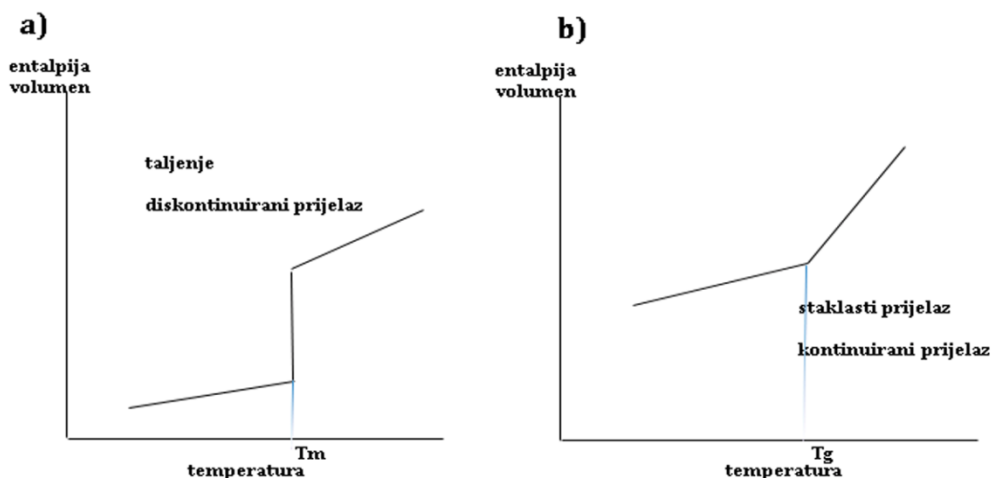 a)
entalpija
volumen
taljenje
diskontinuirani prijelaz
Tm
temperatura
b)
entalpija
volumen
staklasti prijelaz
kontinuirani prijelaz
Tg
temperatura